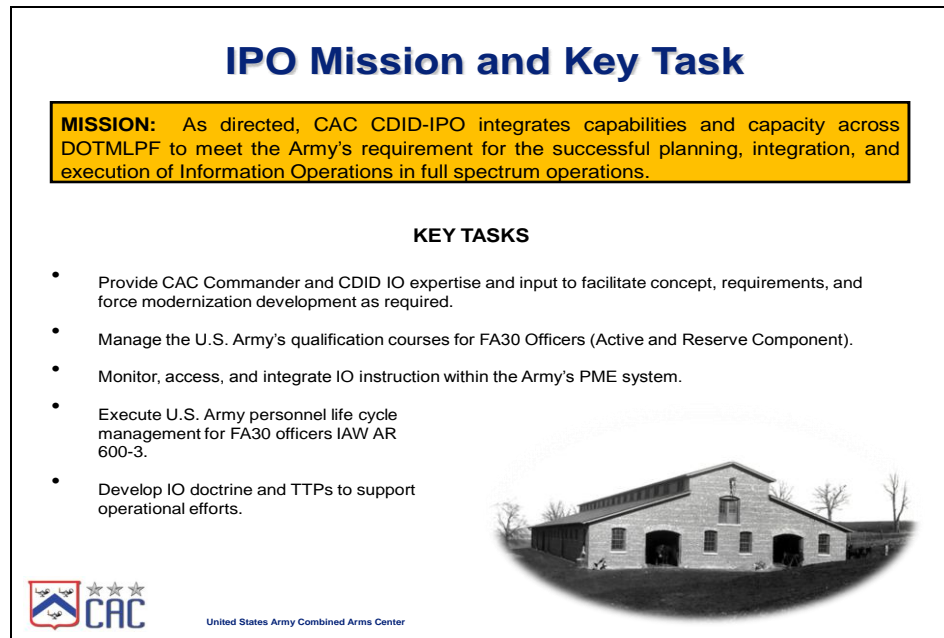 IPO Mission and Key Task
MISSION: As directed, CAC CDID-IPO integrates capabilities and capacity across
DOTMLPF to meet the Army’s requirement for the successful planning, integration, and
execution of Information Operations in full spectrum operations.
KEY TASKS
• Provide CAC Commander and CDID IO expertise and input to facilitate concept, requirements, and
force modernization development as required.
• Manage the U.S. Army’s qualification courses for FA30 Officers (Active and Reserve Component).
• Monitor, access, and integrate IO instruction within the Army’s PME system.
• Execute U.S. Army personnel life cycle
management for FA30 officers IAW AR
600-3.
• Develop IO doctrine and TTPs to support
operational efforts.
CAC
United States Army Combined Arms Center